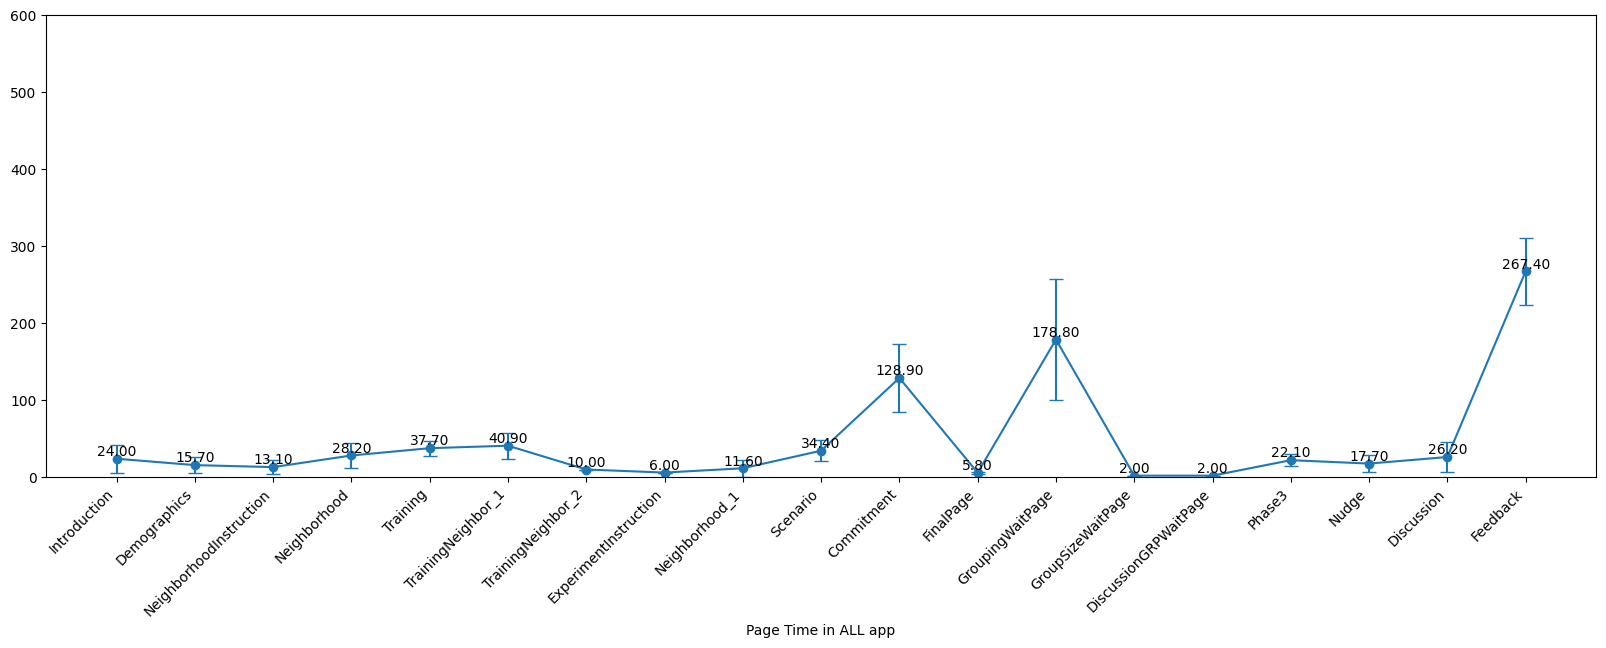 600
500
400
300
200
100
0
24.00
15.70
13.10
28.20
37.70
40.90
10.00
6.00
11.60
34.40
128.90
5.80
178.80
2.00
2.00
22.10
17.70
26.20
267.40
Introduction
Demographics
NeighborhoodInstruction
Neighborhood
Training
TrainingNeighbor_1
TrainingNeighbor_2
ExperimentInstruction
Neighborhood_1
Scenario
Commitment
FinalPage
GroupingWaitPage
GroupSizeWaitPage
DiscussionGRPWaitPage
Phase3
Nudge
Discussion
Feedback
Page Time in ALL app